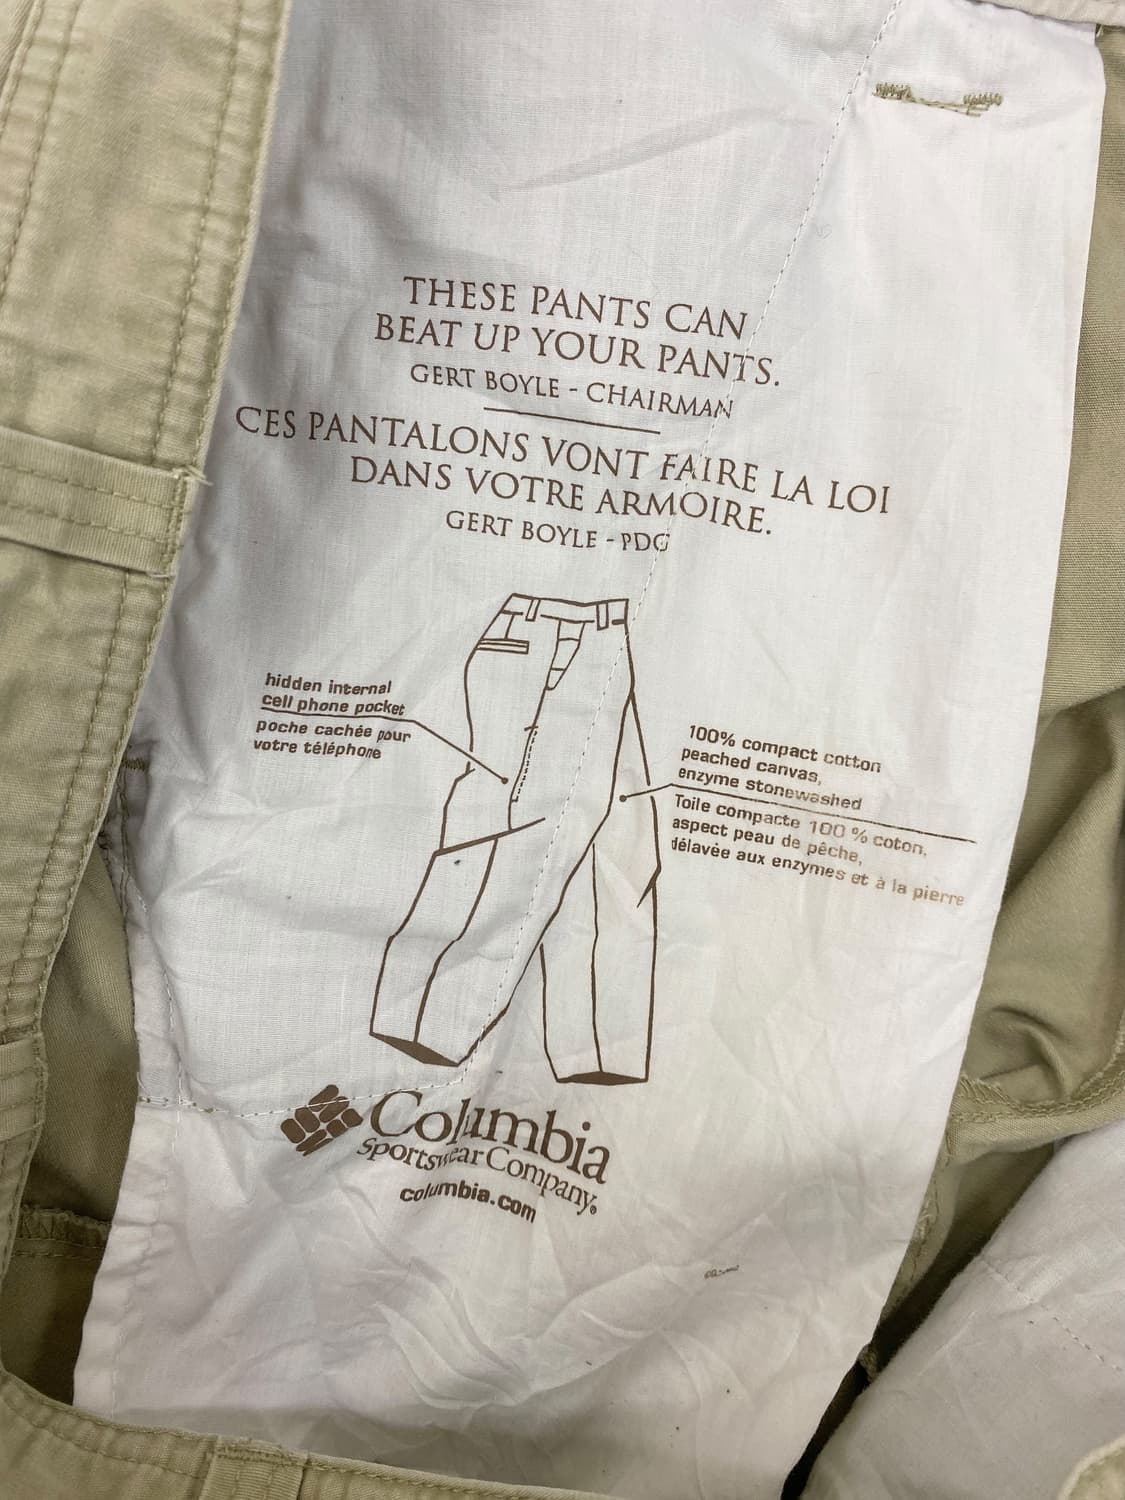 THESE PANTS CAN
BEAT UP YOUR PANTS.
GERT BOYLE - CHAIRMAN
CES PANTALONS VONT FAIRE LA LOI
DANS VOTRE ARMOIRE.
GERT BOYLE - PDG
hidden internal
cell phone pocket
poche cachée pour
votre téléphone
100% compact cotton
peached canvas,
enzyme stonewashed
Toile compacte 100 % coton,
aspect peau de pêche,
délavée aux enzymes et à la pierre
Columbia
Sportswear Company®
columbia.com